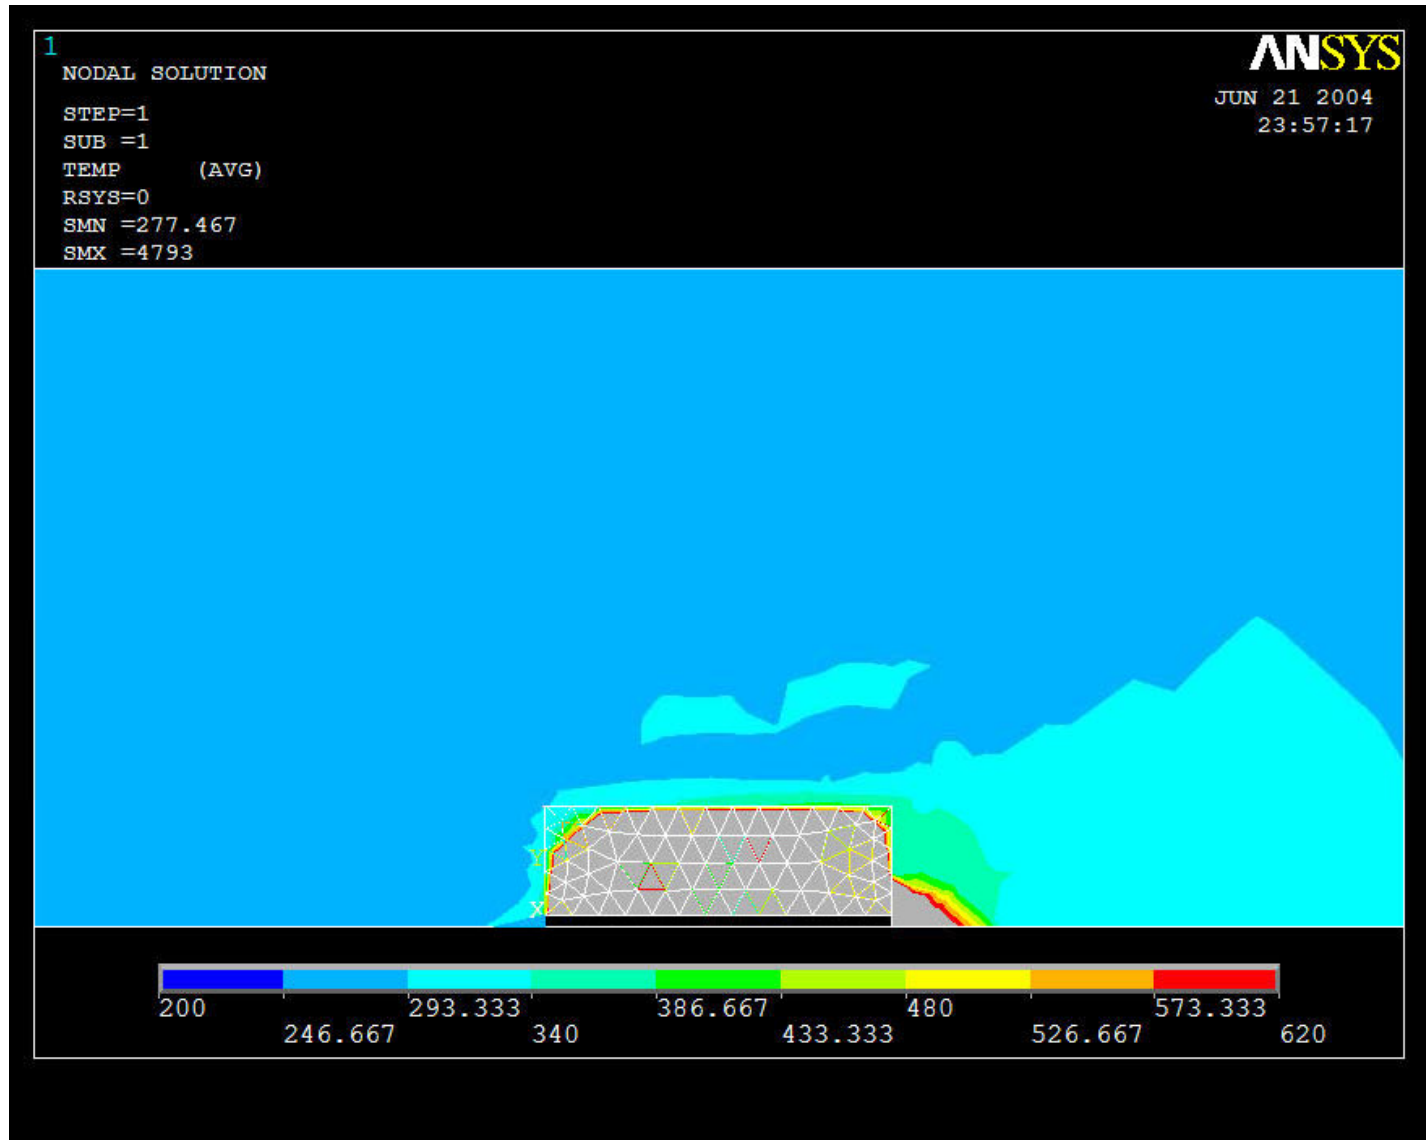 1
ANSYS
NODAL SOLUTION
JUN 21 2004
STEP=1
23:57:17
SUB =1
TEMP (AVG)
RSYS=0
SMN =277.467
SMX =4793
Y
X
200 293.333 386.667 480 573.333
246.667 340 433.333 526.667 620